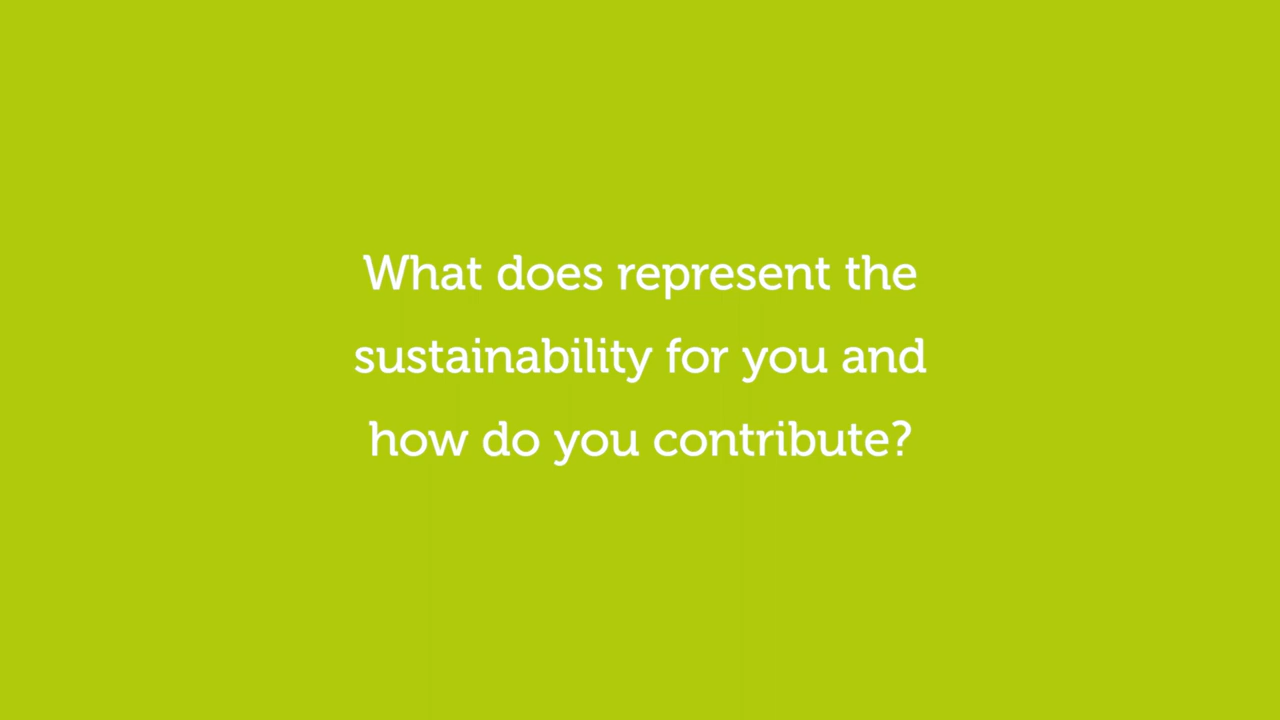 What does represent the
sustainability for you and
how do you contribute?